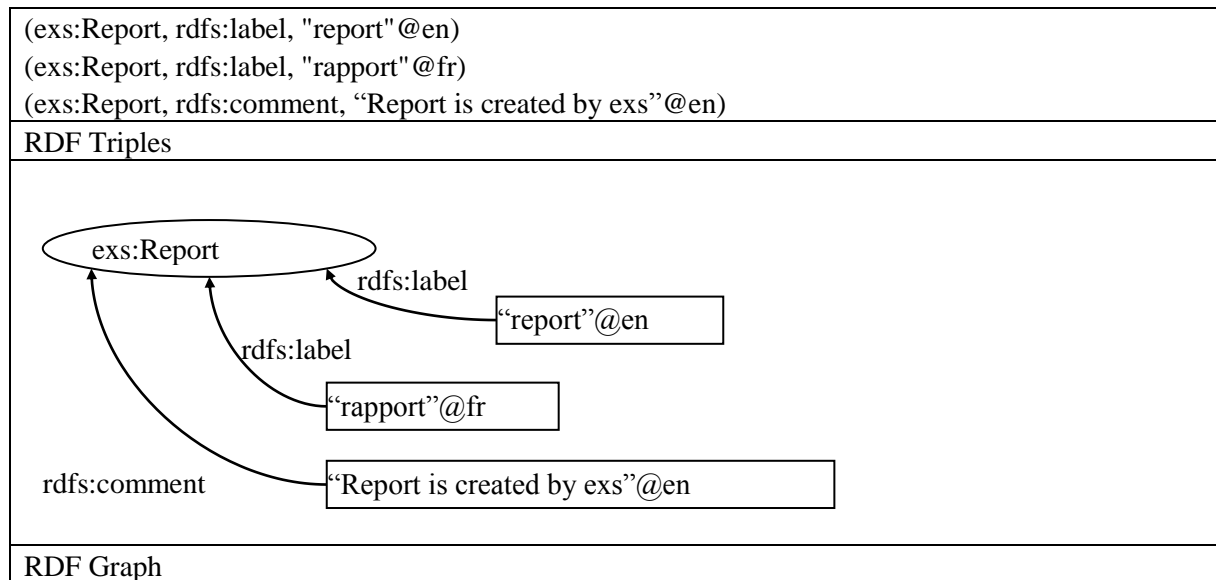 (exs:Report, rdfs:label, "report"@en)
(exs:Report, rdfs:label, "rapport"@fr)
(exs:Report, rdfs:comment, “Report is created by exs”@en)
RDF Triples
exs:Report
rdfs:label
“report”@en
rdfs:label
“rapport”@fr
rdfs:comment
“Report is created by exs”@en
RDF Graph